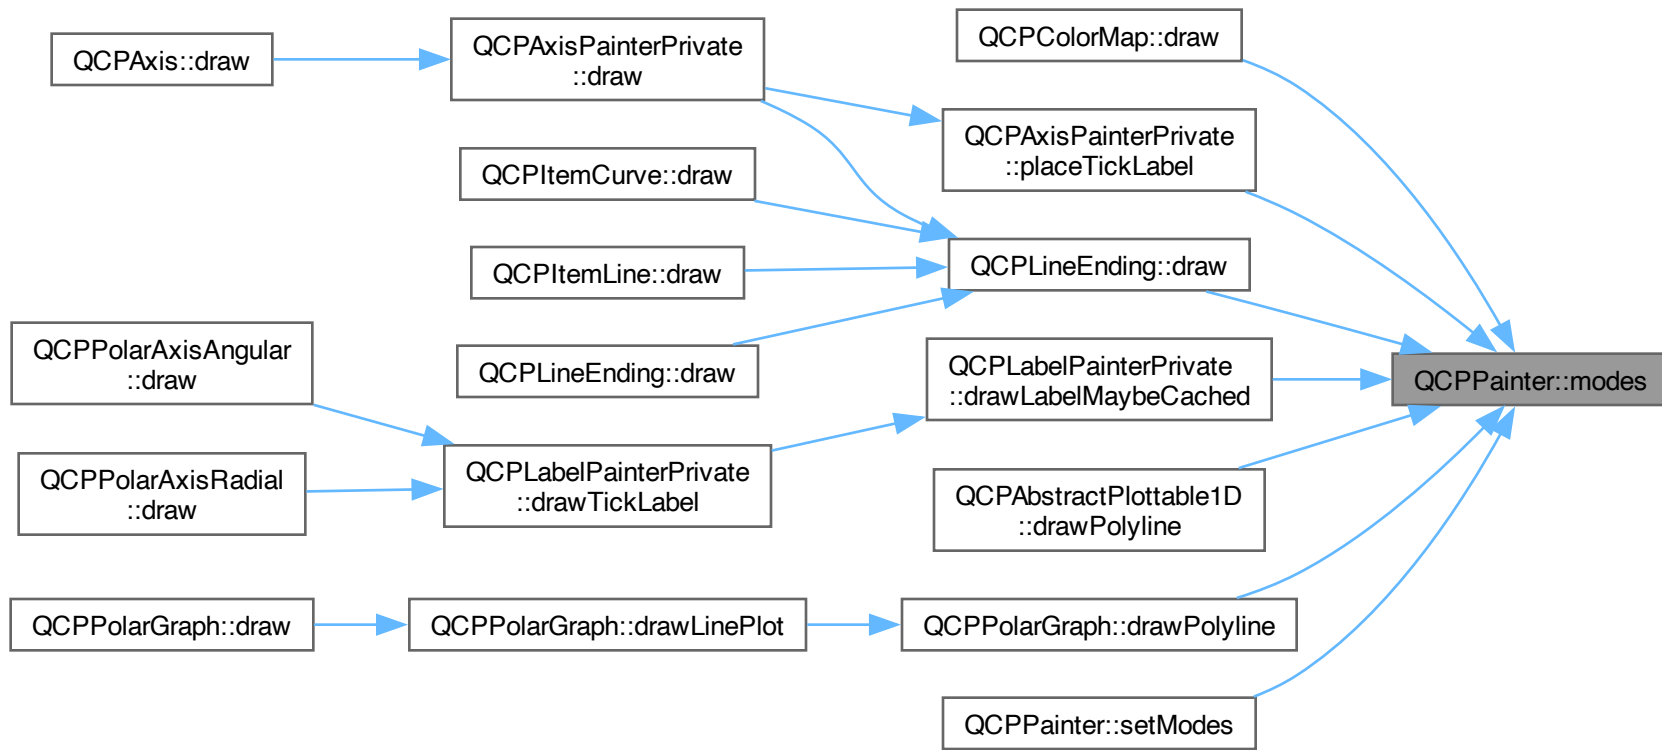 QCPAxis::draw
QCPAxisPainterPrivate
::draw
QCPColorMap::draw
QCPAxisPainterPrivate
::placeTickLabel
QCPItemCurve::draw
QCPItemLine::draw
QCPLineEnding::draw
QCPLineEnding::draw
QCPPolarAxisAngular
::draw
QCPLabelPainterPrivate
::drawLabelMaybeCached
QCPPainter::modes
QCPPolarAxisRadial
::draw
QCPLabelPainterPrivate
::drawTickLabel
QCPAbstractPlottable1D
::drawPolyline
QCPPolarGraph::draw
QCPPolarGraph::drawLinePlot
QCPPolarGraph::drawPolyline
QCPPainter::setModes